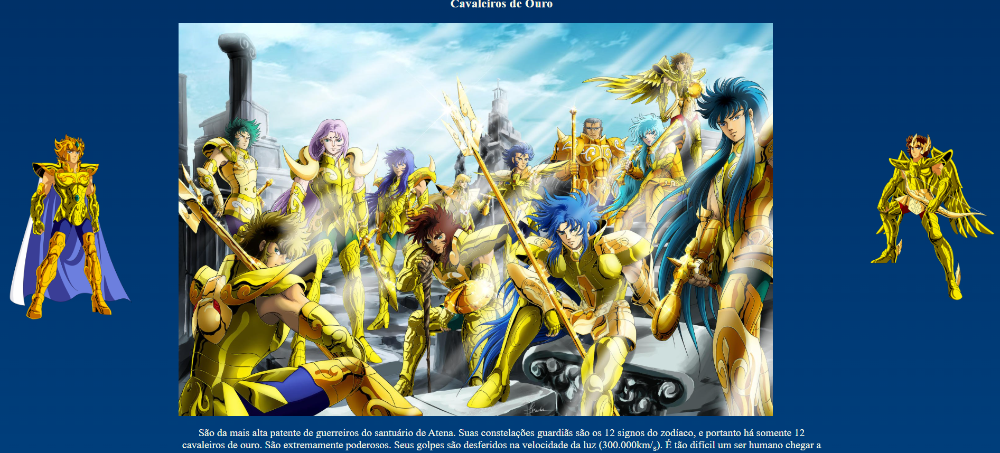 Cavaleiros de Ouro
São da mais alta patente de guerreiros do santuário de Atena. Suas constelações guardiãs são os 12 signos do zodíaco, e portanto há somente 12
cavaleiros de ouro. São extremamente poderosos. Seus golpes são desferidos na velocidade da luz (300.000km/s). É tão difícil um ser humano chegar a